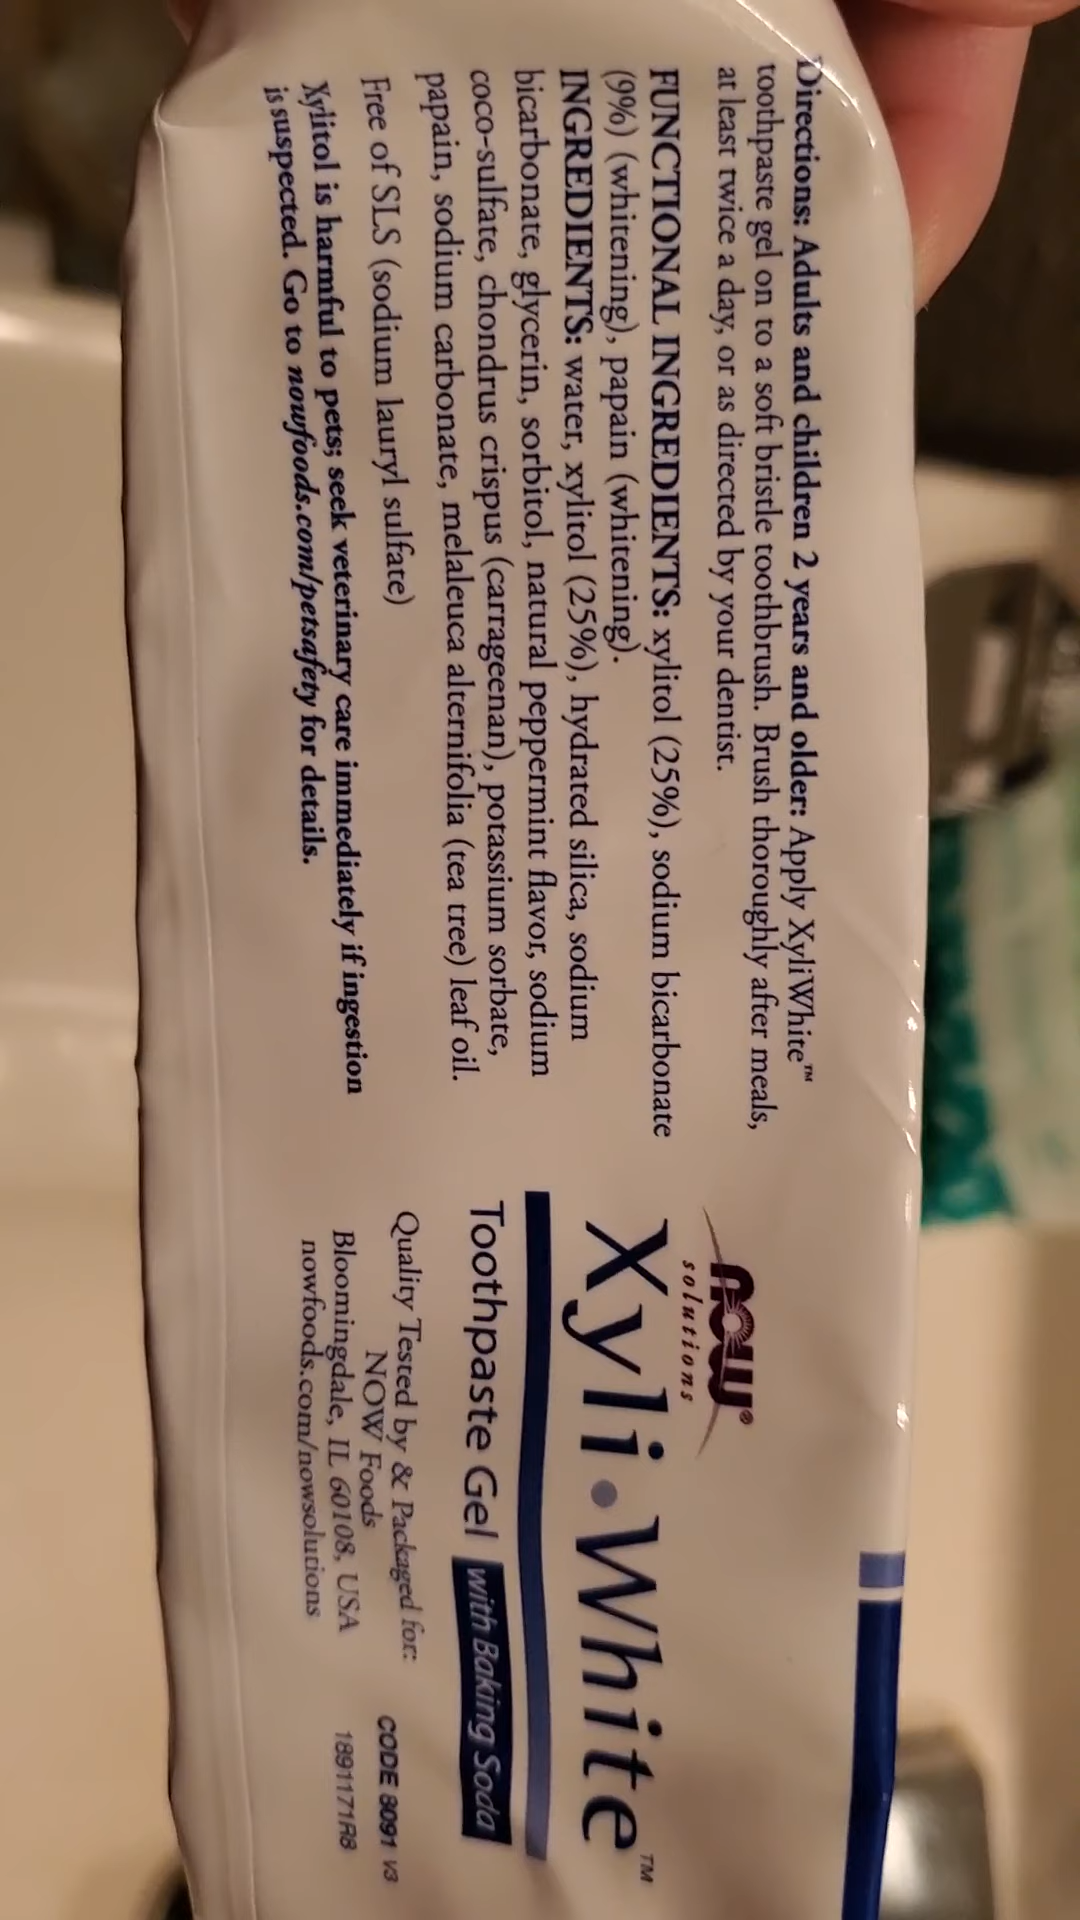 Directions: Adults and children 2 years and older: Apply XyliWhite™
toothpaste gel on to a soft bristle toothbrush. Brush thoroughly after meals,
at least twice a day, or as directed by your dentist.
FUNCTIONAL INGREDIENTS: xylitol (25%), sodium bicarbonate
(9%) (whitening), papain (whitening).
INGREDIENTS: water, xylitol (25%), hydrated silica, sodium
bicarbonate, glycerin, sorbitol, natural peppermint flavor, sodium
coco-sulfate, chondrus crispus (carrageenan), potassium sorbate,
papain, sodium carbonate, melaleuca alternifolia (tea tree) leaf oil.
Free of SLS (sodium lauryl sulfate)
Xylitol is harmful to pets; seek veterinary care immediately if ingestion
is suspected. Go to nowfoods.com/petsafety for details.
now®
solutions
Xyli•White™
Toothpaste Gel with Baking Soda
Quality Tested by & Packaged for:
NOW Foods
Bloomingdale, IL 60108, USA
nowfoods.com/nowsolutions
CODE 8091 V3
1891171R8